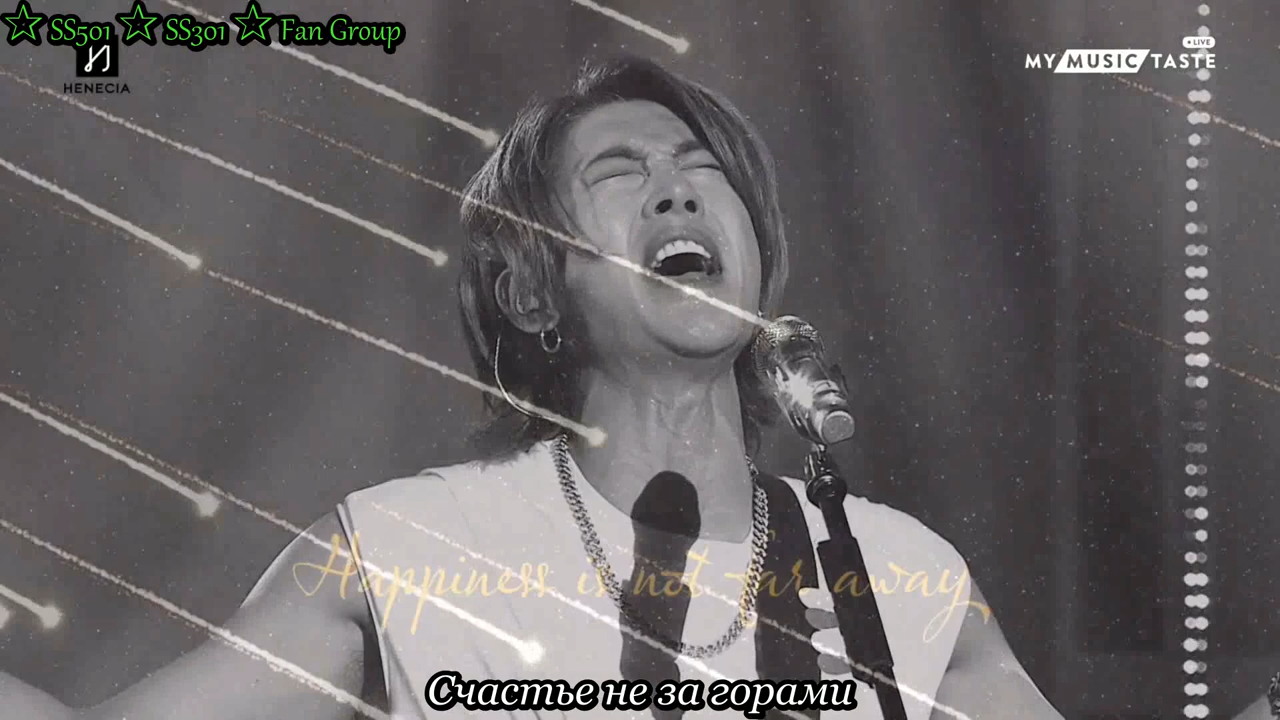 ☆ SS501 ☆ SS301 ☆ Fan Group
HENECIA
LIVE
MY MUSIC TASTE
Happiness is not far away,
Счастье не за горами